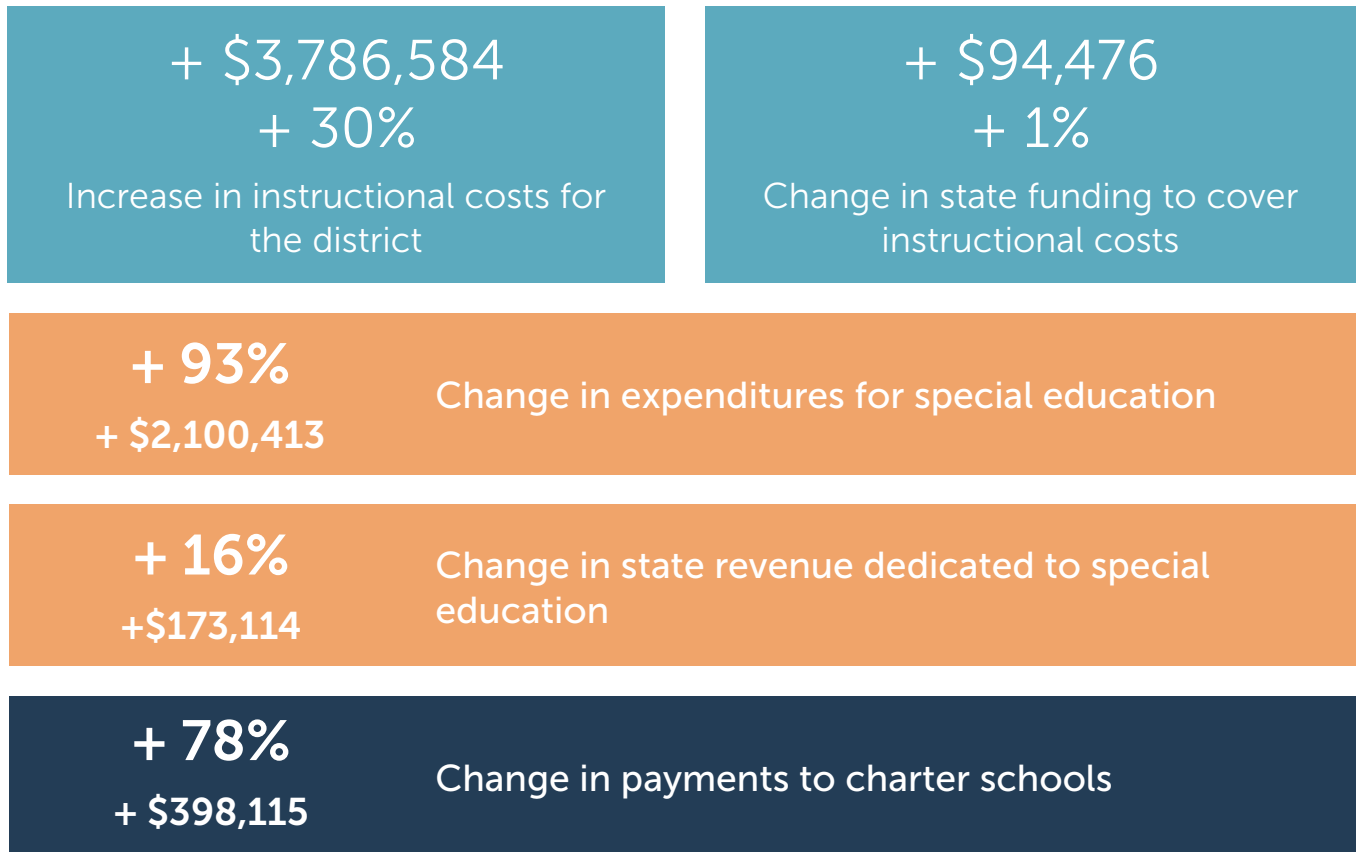 + $3,786,584
+ 30%
Increase in instructional costs for
the district
+ $94,476
+ 1%
Change in state funding to cover
instructional costs
+ 93%
+ $2,100,413
Change in expenditures for special education
+ 16%
+$173,114
Change in state revenue dedicated to special
education
+ 78%
+ $398,115
Change in payments to charter schools